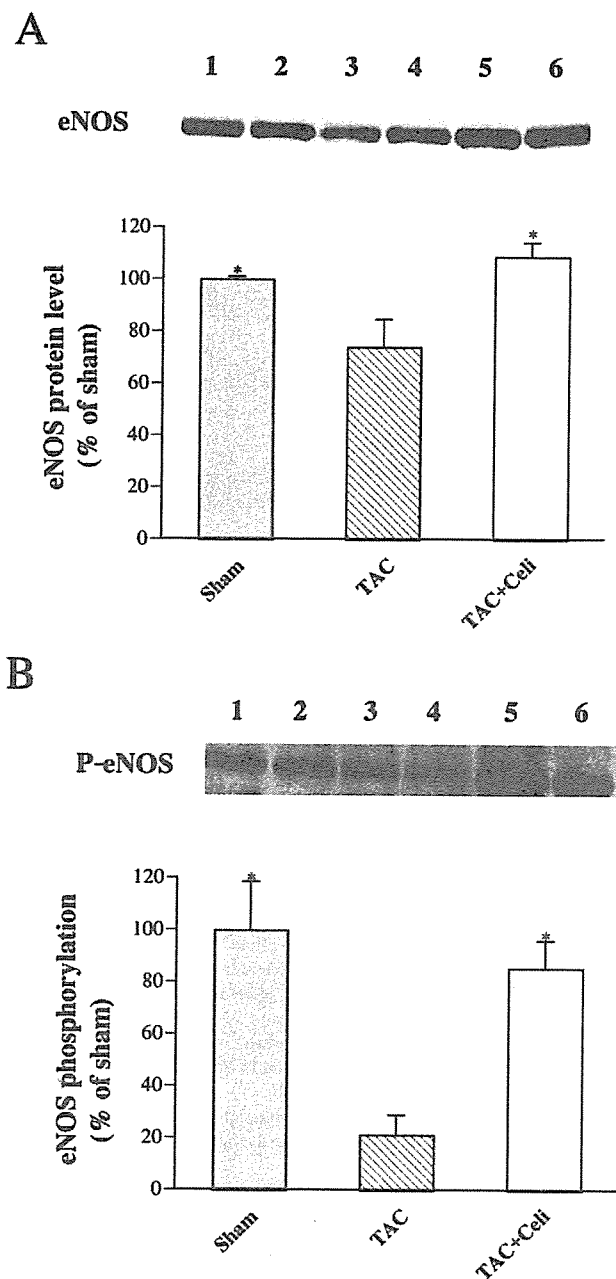 A
1 2 3 4 5 6
eNOS
eNOS protein level
(% of sham)
120
100
80
60
40
20
0
*
*
Sham
TAC
TAC+Celi
B
1 2 3 4 5 6
P-eNOS
eNOS phosphorylation
(% of sham)
120
100
80
60
40
20
0
*
*
Sham
TAC
TAC+Celi